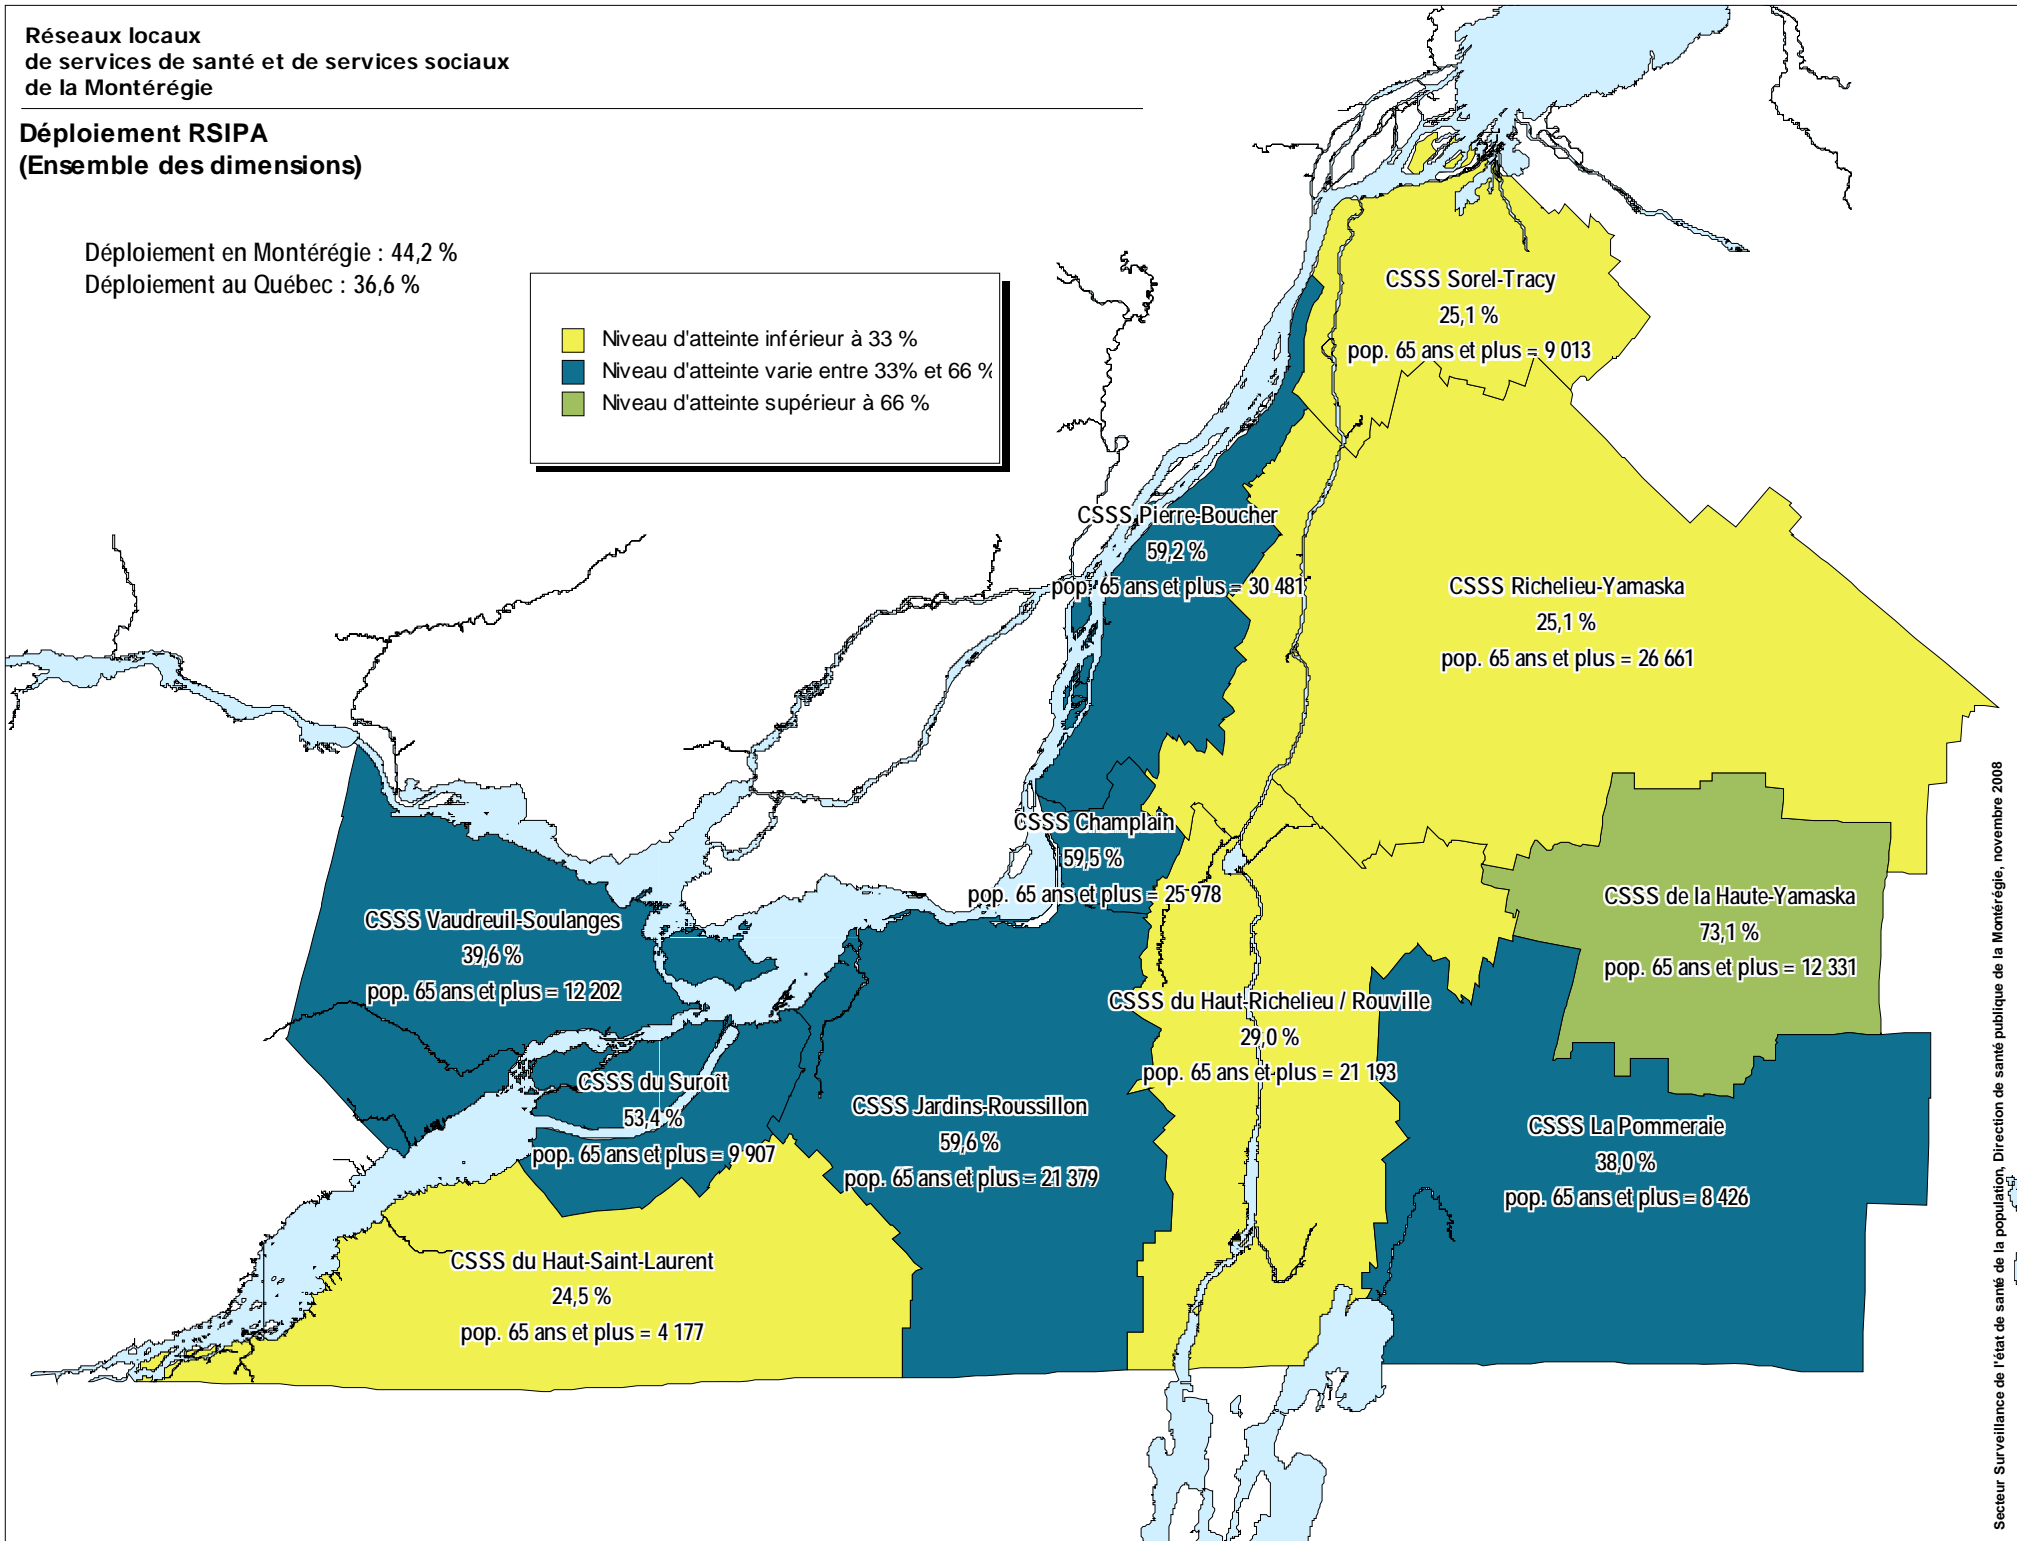 Réseaux locaux
de services de santé et de services sociaux
de la Montérégie
Déploiement RSIPA
(Ensemble des dimensions)
Déploiement en Montérégie : 44,2 %
Déploiement au Québec : 36,6 %
Niveau d'atteinte inférieur à 33 %
Niveau d'atteinte varie entre 33% et 66 %
Niveau d'atteinte supérieur à 66 %
CSSS Sorel-Tracy
25,1 %
pop. 65 ans et plus = 9 013
CSSS Pierre-Boucher
59,2 %
pop. 65 ans et plus = 30 481
CSSS Richelieu-Yamaska
25,1 %
pop. 65 ans et plus = 26 661
CSSS Champlain
59,5 %
pop. 65 ans et plus = 25 978
CSSS de la Haute-Yamaska
73,1 %
pop. 65 ans et plus = 12 331
CSSS Vaudreuil-Soulanges
39,6 %
pop. 65 ans et plus = 12 202
CSSS du Haut-Richelieu / Rouville
29,0 %
pop. 65 ans et plus = 21 193
CSSS du Suroît
53,4 %
pop. 65 ans et plus = 9 907
CSSS Jardins-Roussillon
59,6 %
pop. 65 ans et plus = 21 379
CSSS La Pommeraie
38,0 %
pop. 65 ans et plus = 8 426
CSSS du Haut-Saint-Laurent
24,5 %
pop. 65 ans et plus = 4 177
Secteur Surveillance de l'état de santé de la population, Direction de santé publique de la Montérégie, novembre 2008